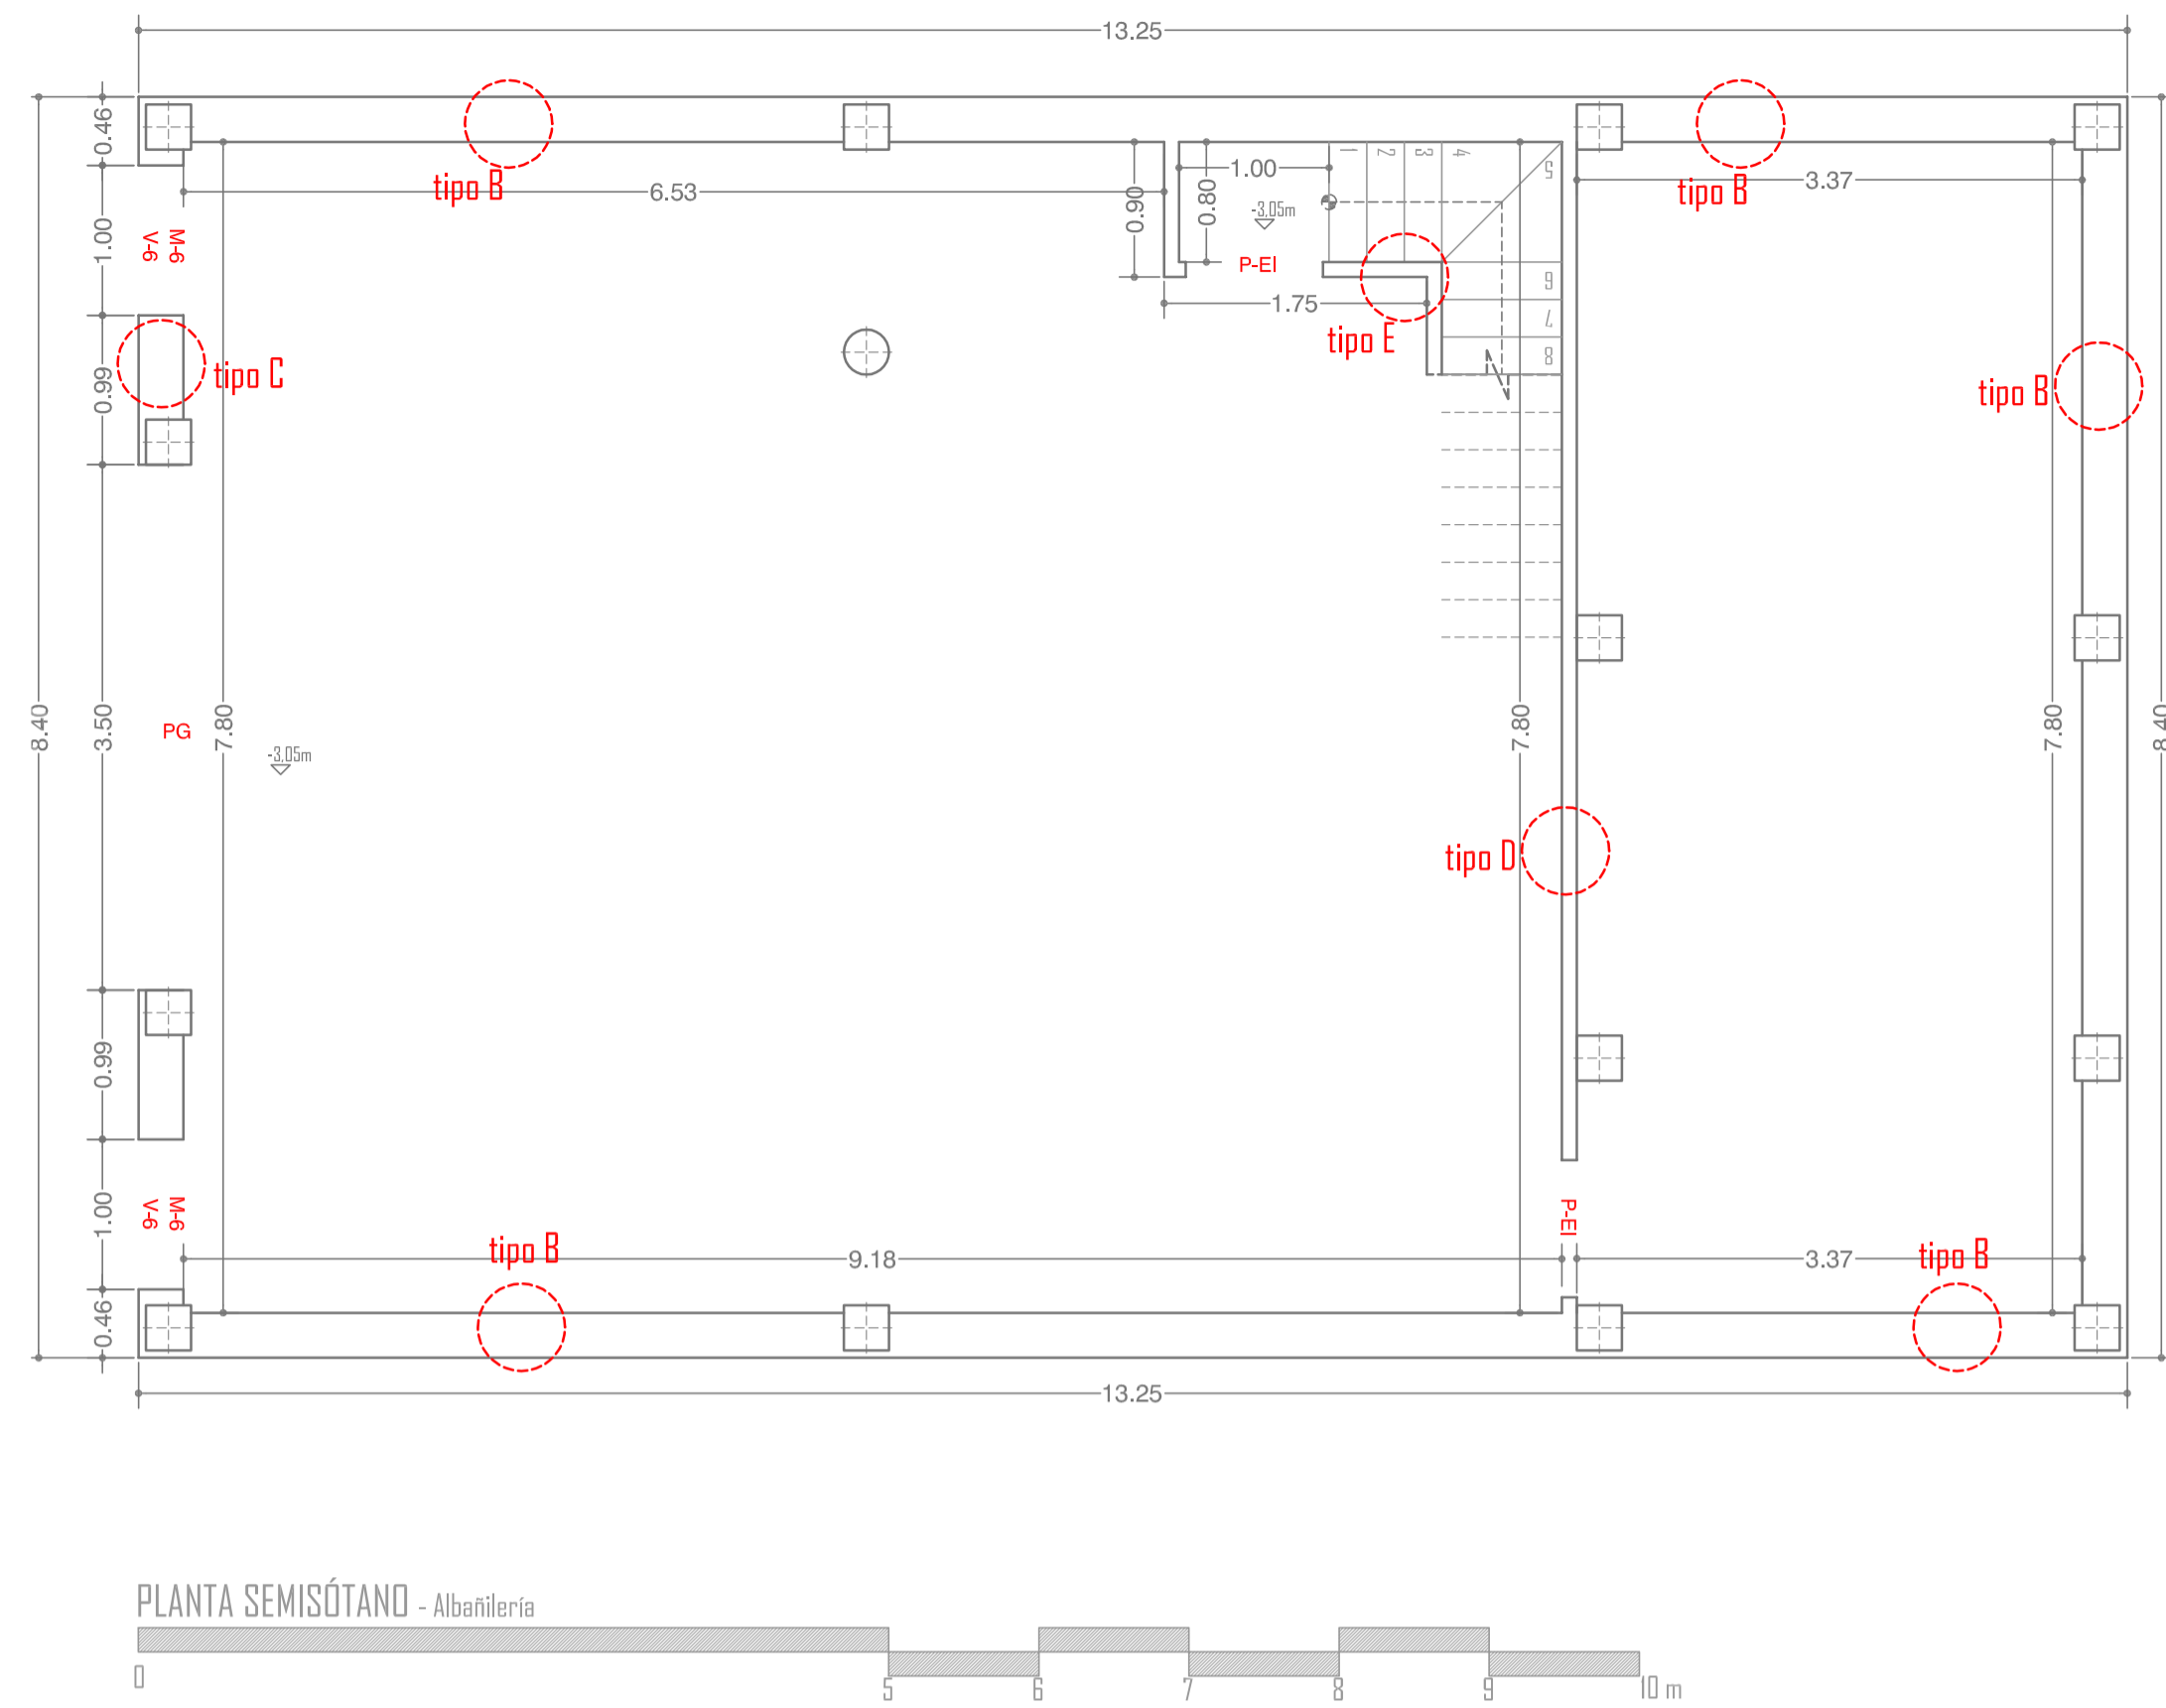 13.25
0.46
tipo B
6.53
0.90
0.80
1.00
-3,05m
1
2
3
4
5
tipo B
3.37
1.00
M-6
V-6
P-El
1.75
6
7
8
tipo E
tipo C
0.99
tipo B
8.40
3.50
PG
7.80
-3,05m
7.80
7.80
8.40
tipo D
0.99
1.00
M-6
V-6
P-El
tipo B
9.18
3.37
tipo B
0.46
13.25
PLANTA SEMISÓTANO - Albañilería
0
5
6
7
8
9
10 m